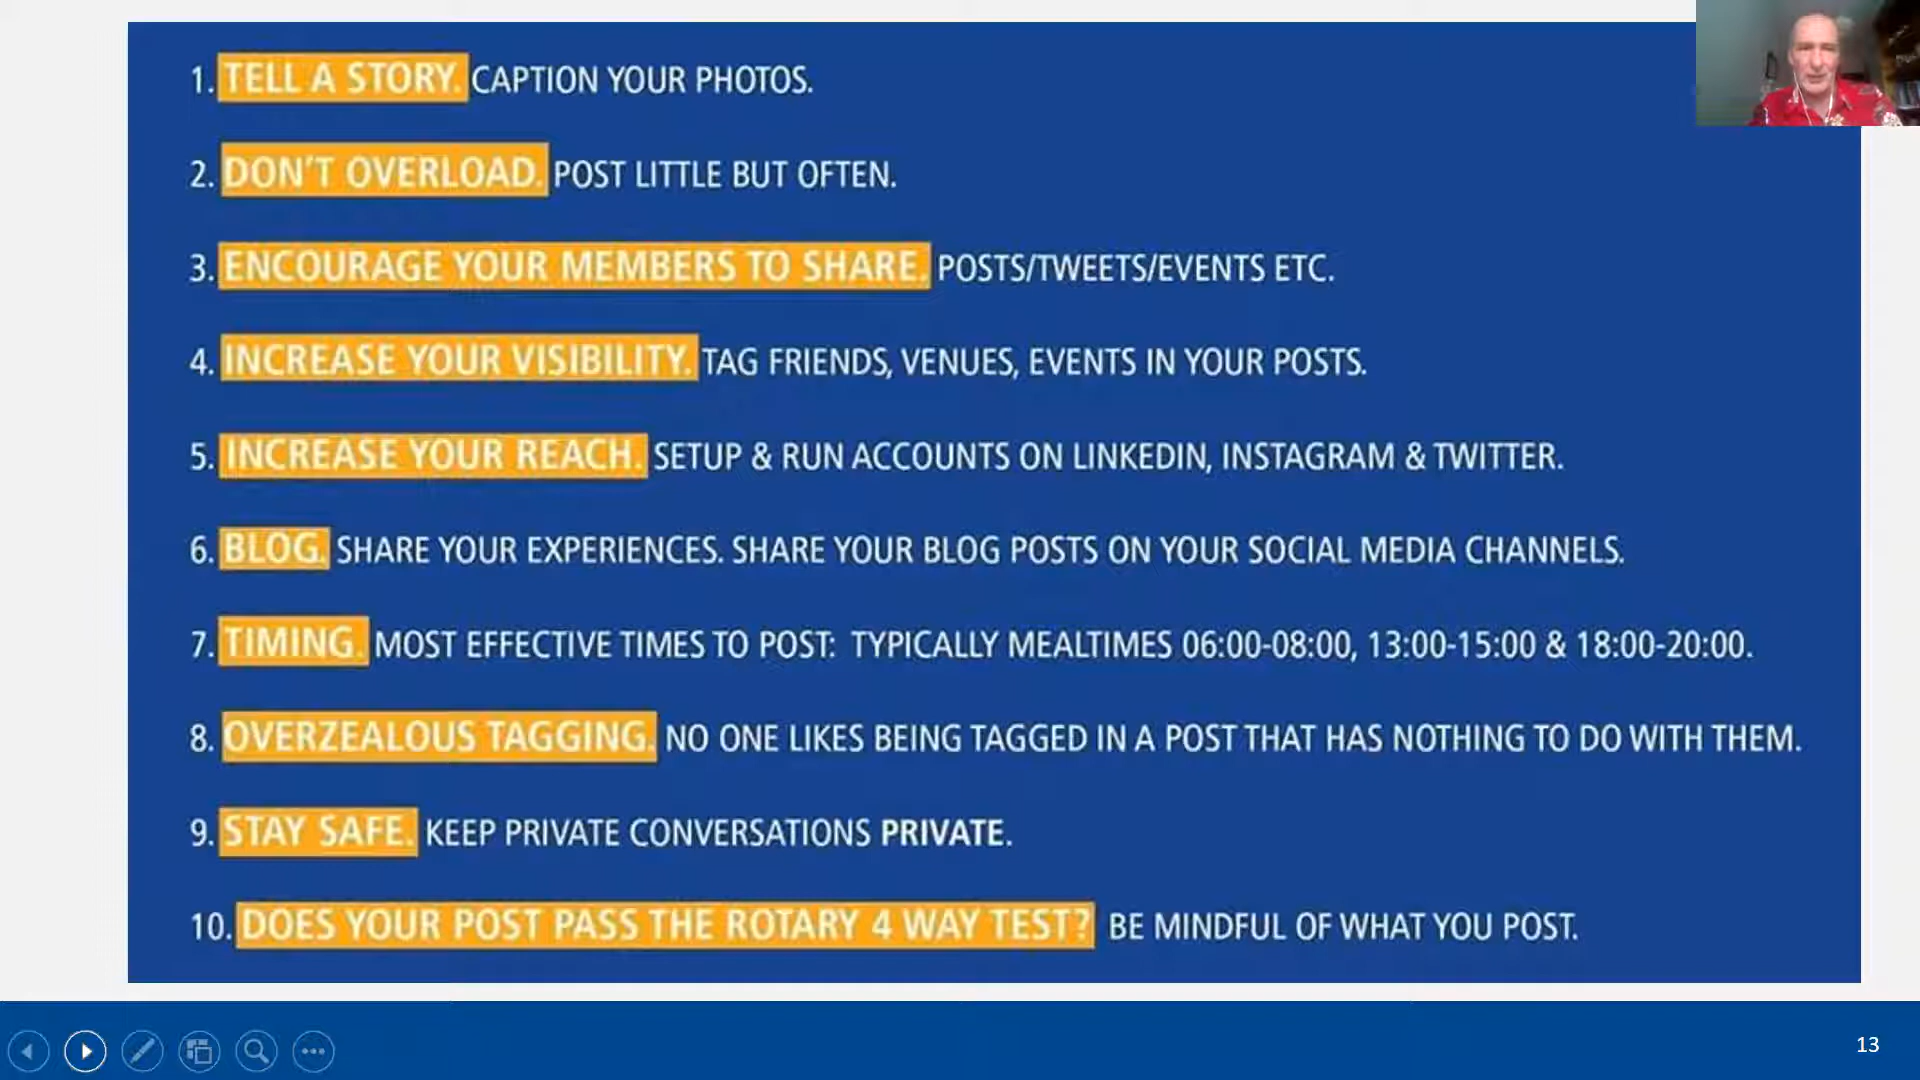 1. TELL A STORY. CAPTION YOUR PHOTOS.
2. DON'T OVERLOAD. POST LITTLE BUT OFTEN.
3. ENCOURAGE YOUR MEMBERS TO SHARE. POSTS/TWEETS/EVENTS ETC.
4. INCREASE YOUR VISIBILITY. TAG FRIENDS, VENUES, EVENTS IN YOUR POSTS.
5. INCREASE YOUR REACH. SETUP & RUN ACCOUNTS ON LINKEDIN, INSTAGRAM & TWITTER.
6. BLOG. SHARE YOUR EXPERIENCES. SHARE YOUR BLOG POSTS ON YOUR SOCIAL MEDIA CHANNELS.
7. TIMING. MOST EFFECTIVE TIMES TO POST: TYPICALLY MEALTIMES 06:00-08:00, 13:00-15:00 & 18:00-20:00.
8. OVERZEALOUS TAGGING. NO ONE LIKES BEING TAGGED IN A POST THAT HAS NOTHING TO DO WITH THEM.
9. STAY SAFE. KEEP PRIVATE CONVERSATIONS PRIVATE.
10. DOES YOUR POST PASS THE ROTARY 4 WAY TEST? BE MINDFUL OF WHAT YOU POST.
13